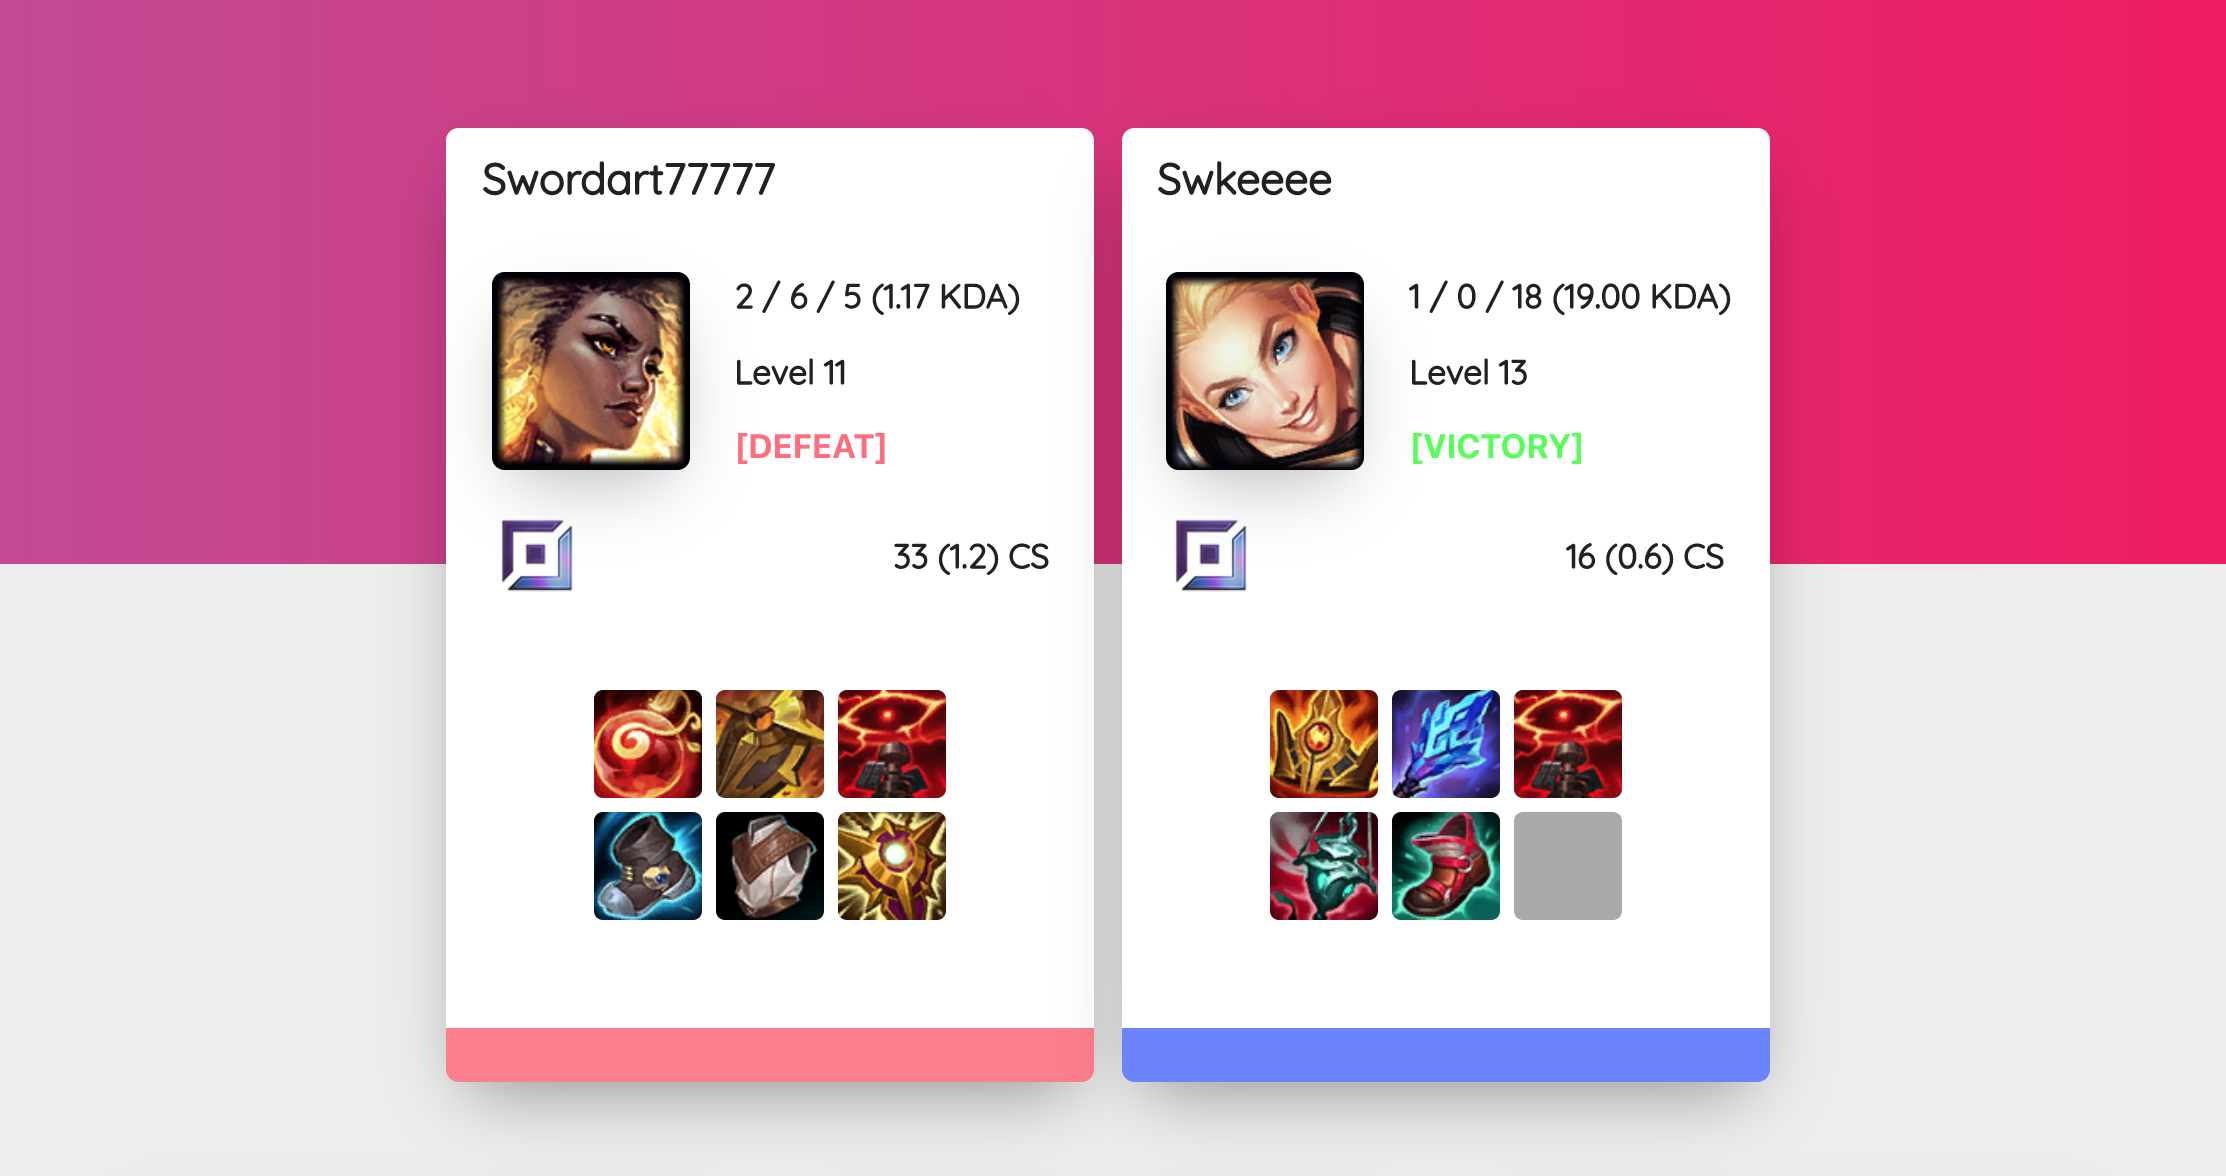 Swordart77777
2 / 6 / 5 (1.17 KDA)
Level 11
[DEFEAT]
33 (1.2) CS
Swkeeee
1 / 0 / 18 (19.00 KDA)
Level 13
[VICTORY]
16 (0.6) CS